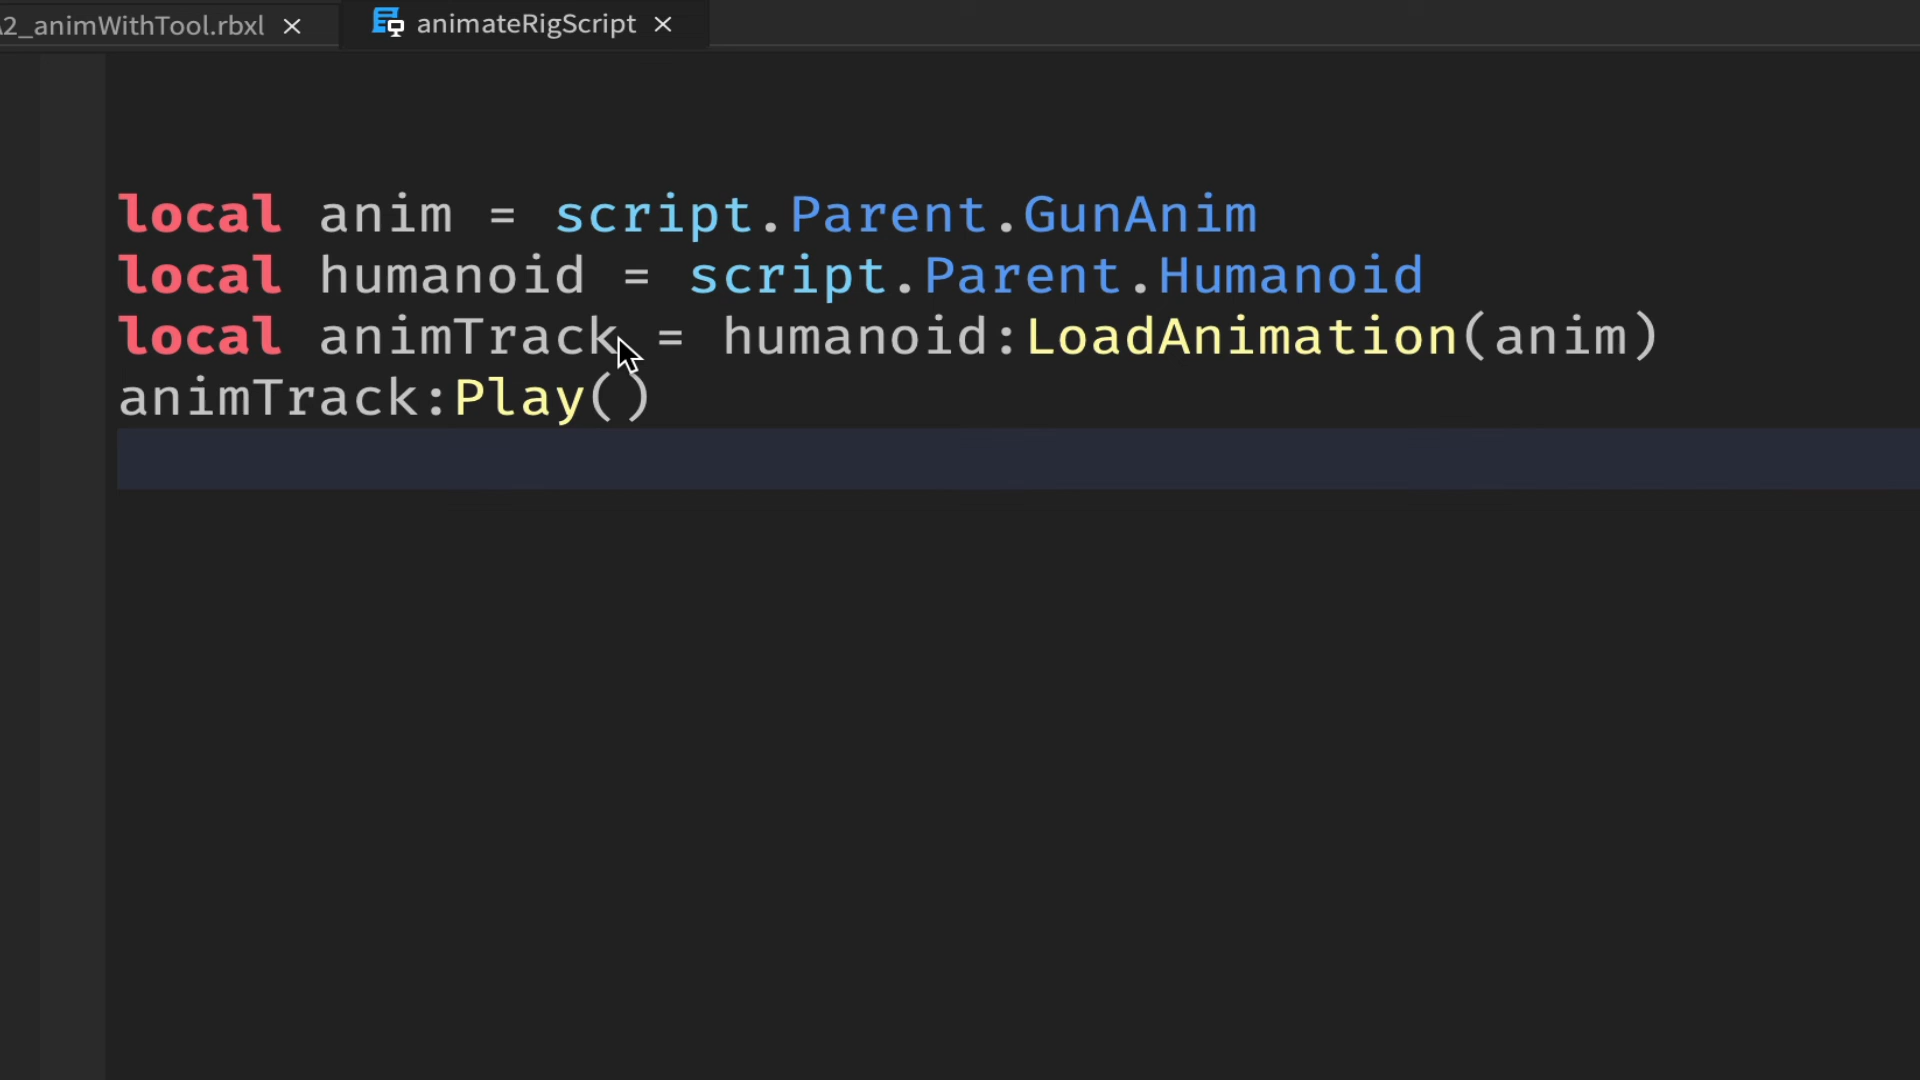 2_animWithTool.rbxl
animateRigScript
local anim = script.Parent.GunAnim
local humanoid = script.Parent.Humanoid
local animTrack = humanoid:LoadAnimation(anim)
animTrack:Play()